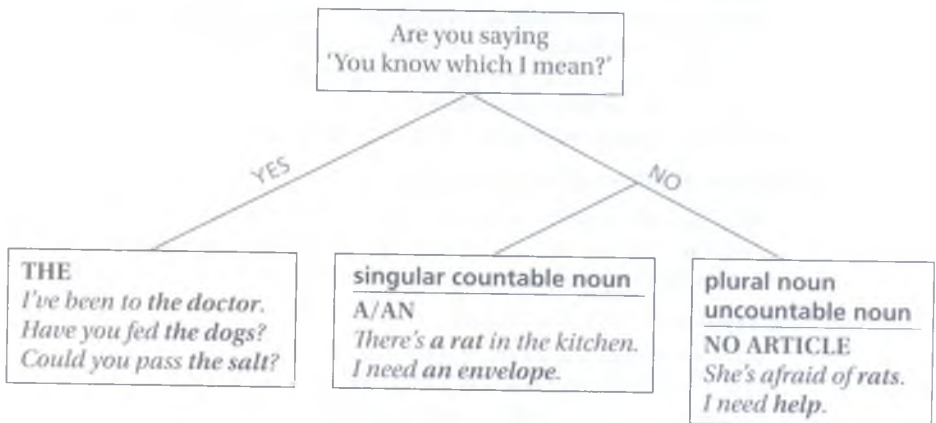 Are you saying
'You know which I mean?'
YES
NO
THE
I've been to the doctor.
Have you fed the dogs?
Could you pass the salt?
singular countable noun
A/AN
There's a rat in the kitchen.
I need an envelope.
plural noun
uncountable noun
NO ARTICLE
She's afraid of rats.
I need help.